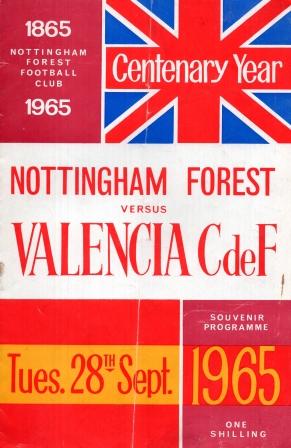 1865
NOTTINGHAM
FOREST
FOOTBALL
CLUB
1965
Centenary Year
NOTTINGHAM FOREST
VERSUS
VALENCIA CdeF
Tues. 28TH Sept.
SOUVENIR
PROGRAMME
1965
ONE
SHILLING